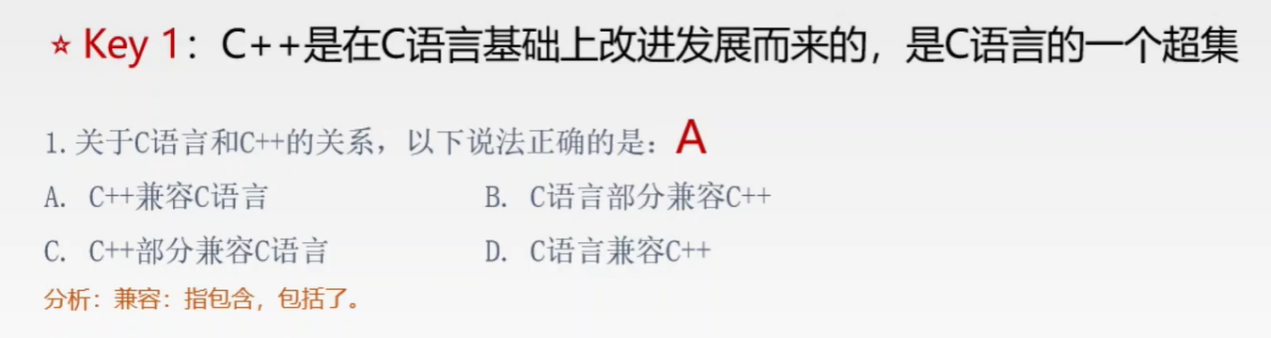 ☆ Key 1：C++是在C语言基础上改进发展而来的，是C语言的一个超集
1. 关于C语言和C++的关系，以下说法正确的是：A
A. C++兼容C语言 B. C语言部分兼容C++
C. C++部分兼容C语言 D. C语言兼容C++
分析：兼容：指包含，包括了。